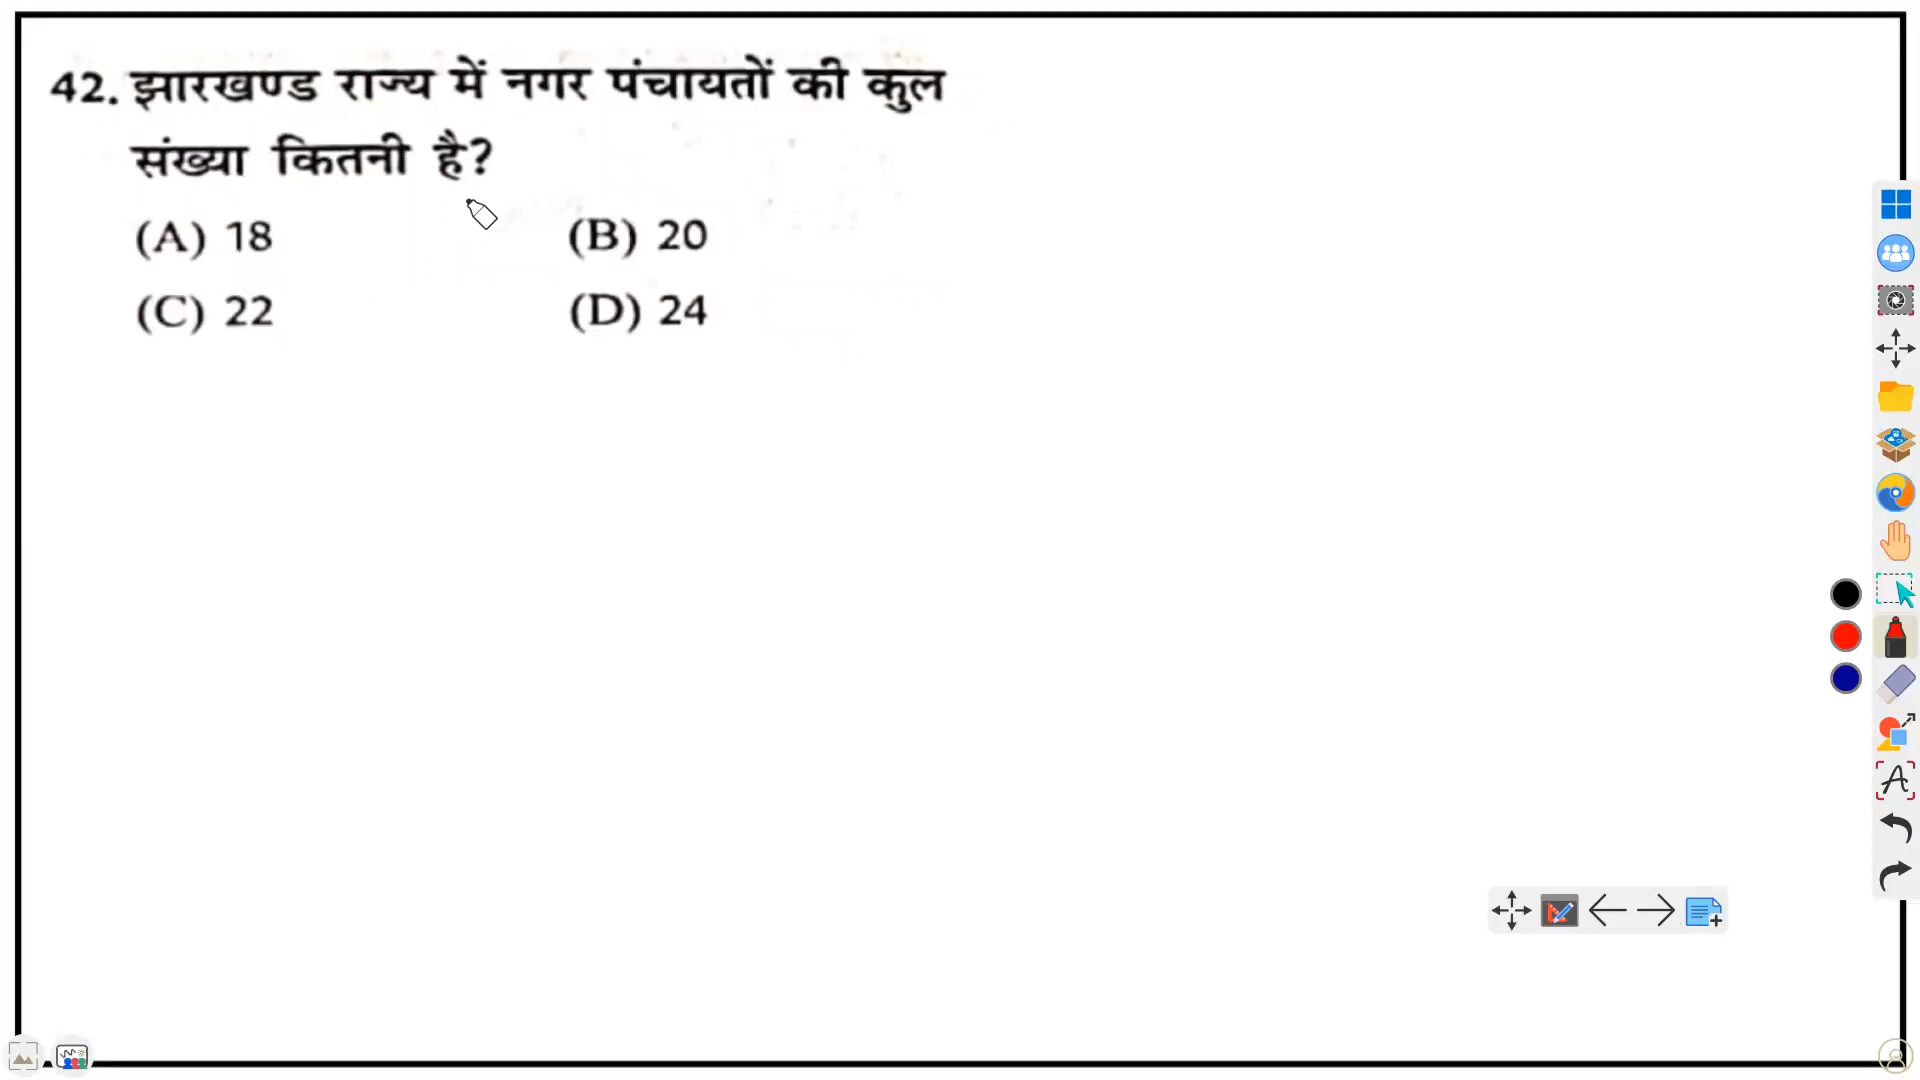 42. झारखण्ड राज्य में नगर पंचायतों की कुल
संख्या कितनी है?
(A) 18 (B) 20
(C) 22 (D) 24